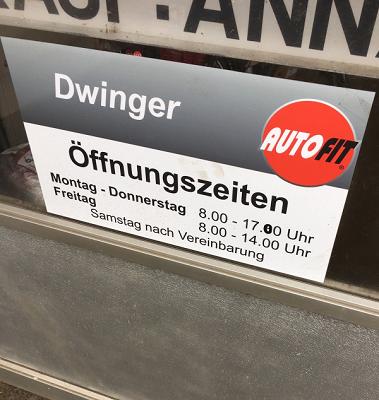 ANN
Dwinger
AUTOFIT
Öffnungszeiten
Montag - Donnerstag 8.00 - 17.00 Uhr
Freitag 8.00 - 14.00 Uhr
Samstag nach Vereinbarung